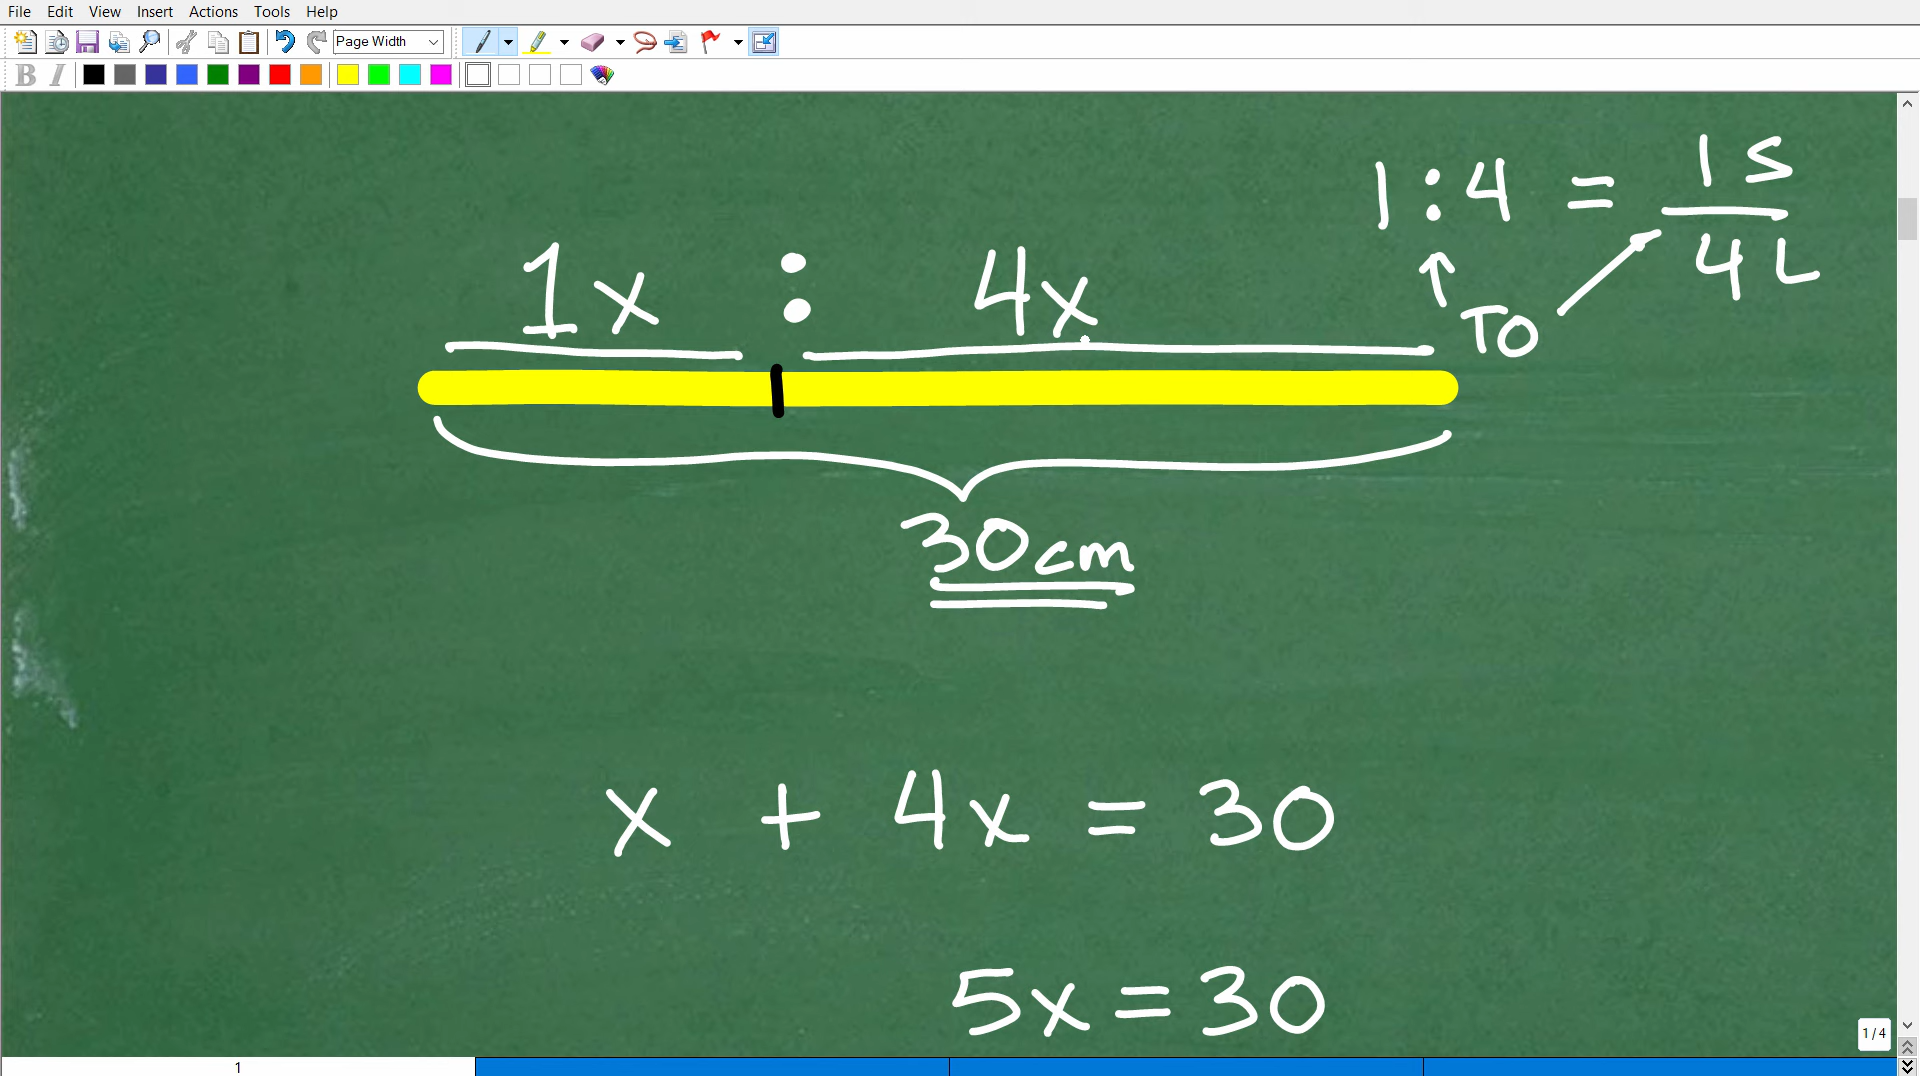 File Edit View Insert Actions Tools Help
Page Width
B I
1:4 = 1S/4L
TO
1x : 4x
30cm
x + 4x = 30
5x = 30
1/4
1